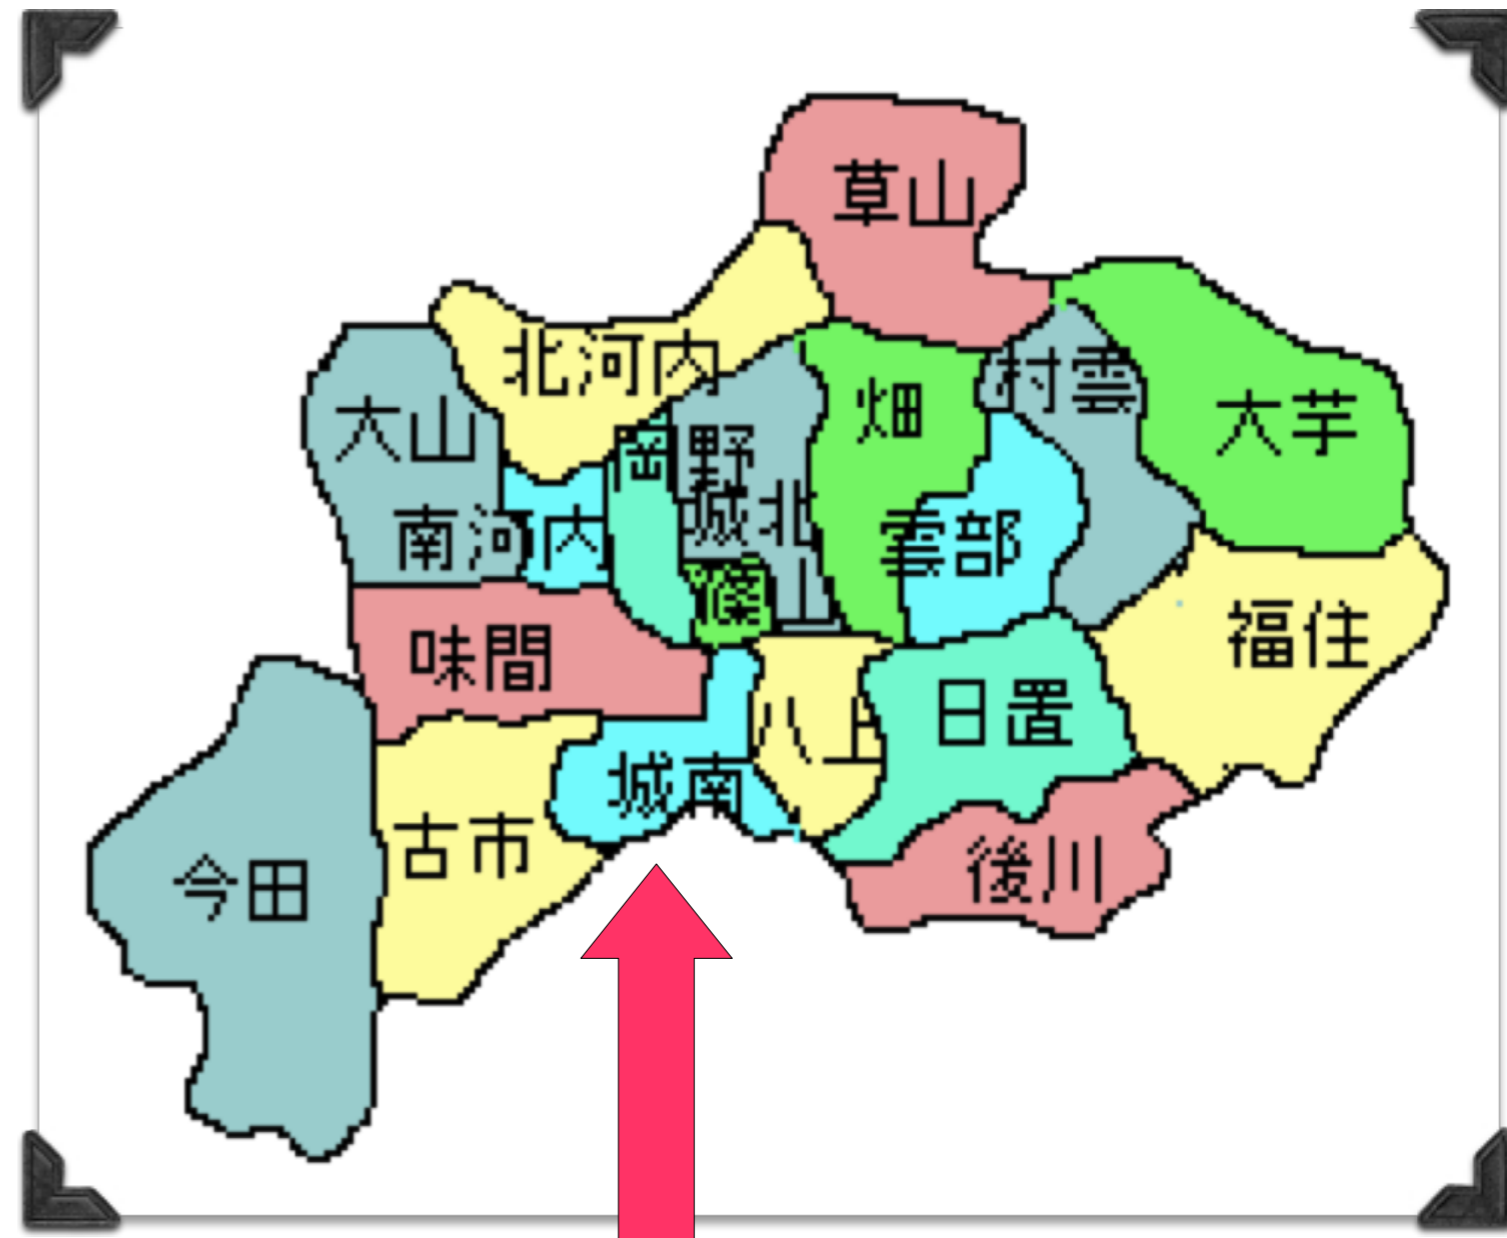 草山
北河内
村雲
畑
大山
大芋
岡野
城北
南河内
雲部
篠山
福住
味間
日置
八上
城南
古市
後川
今田